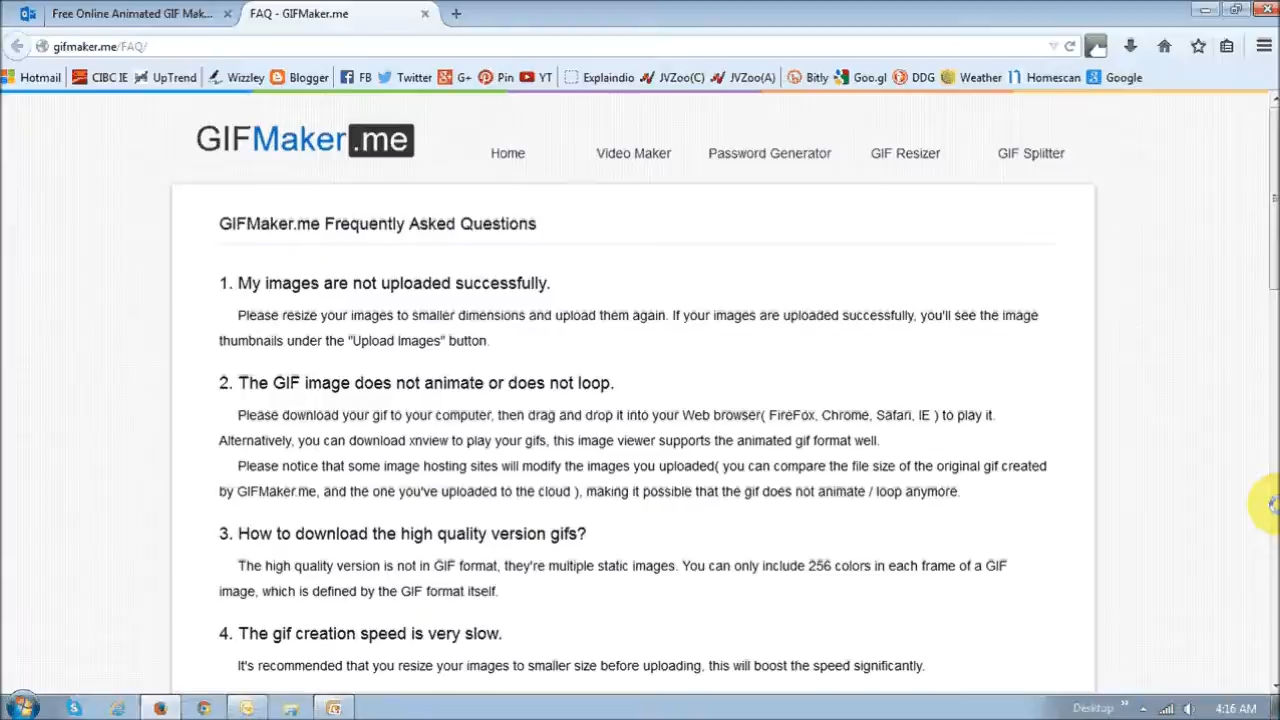 Free Online Animated GIF Mak...
FAQ - GIFMaker.me
gifmaker.me/FAQ/
Hotmail CIBC IE UpTrend Wizzley Blogger FB Twitter G+ Pin YT Explaindio JVZoo(C) JVZoo(A) Bitly Goo.gl DDG Weather Homescan Google
GIFMaker.me
Home Video Maker Password Generator GIF Resizer GIF Splitter
GIFMaker.me Frequently Asked Questions
1. My images are not uploaded successfully.
Please resize your images to smaller dimensions and upload them again. If your images are uploaded successfully, you'll see the image
thumbnails under the "Upload Images" button.
2. The GIF image does not animate or does not loop.
Please download your gif to your computer, then drag and drop it into your Web browser( FireFox, Chrome, Safari, IE ) to play it.
Alternatively, you can download xnview to play your gifs, this image viewer supports the animated gif format well.
Please notice that some image hosting sites will modify the images you uploaded( you can compare the file size of the original gif created
by GIFMaker.me, and the one you've uploaded to the cloud ), making it possible that the gif does not animate / loop anymore.
3. How to download the high quality version gifs?
The high quality version is not in GIF format, they're multiple static images. You can only include 256 colors in each frame of a GIF
image, which is defined by the GIF format itself.
4. The gif creation speed is very slow.
It's recommended that you resize your images to smaller size before uploading, this will boost the speed significantly.
Desktop 4:16 AM